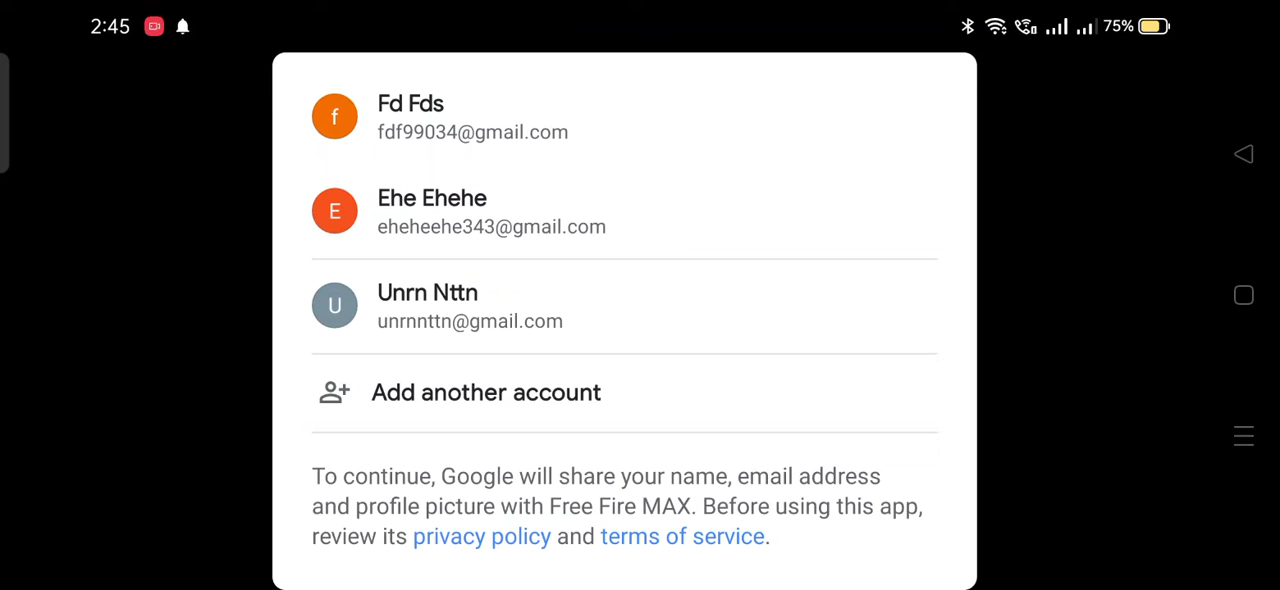 2:45
75%
f
Fd Fds
fdf99034@gmail.com
E
Ehe Ehehe
eheheehe343@gmail.com
U
Unrn Nttn
unrnnttn@gmail.com
Add another account
To continue, Google will share your name, email address
and profile picture with Free Fire MAX. Before using this app,
review its privacy policy and terms of service.